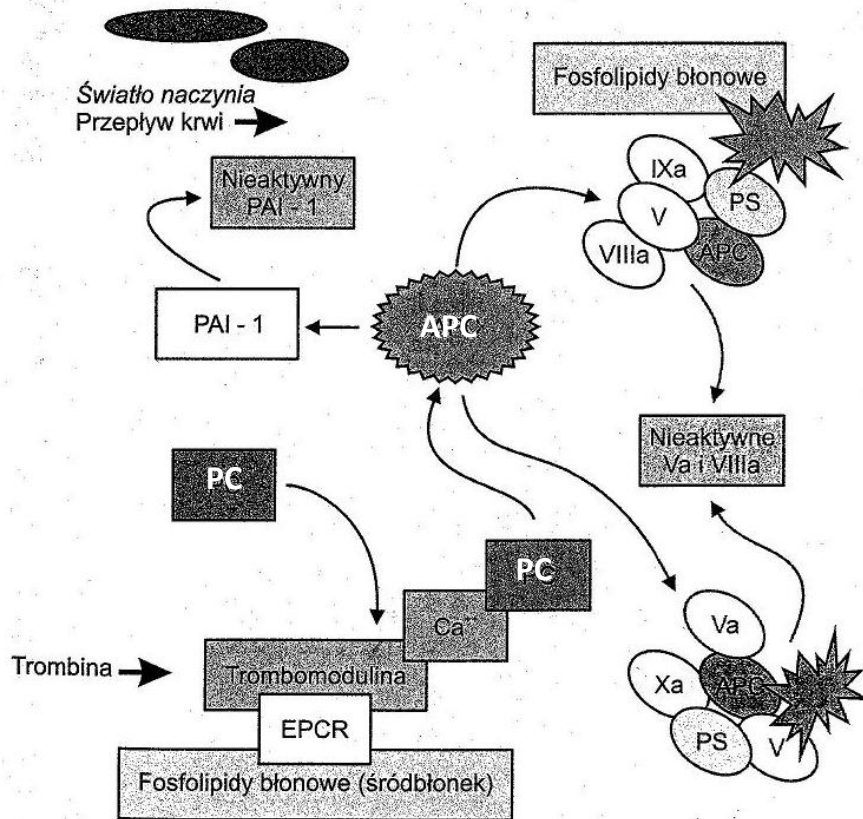 Światło naczynia
Przepływ krwi
Fosfolipidy błonowe
Nieaktywny
PAI - 1
IXa
PS
V
VIIIa
APC
PAI - 1
APC
Nieaktywne
Va i VIIIa
PC
PC
Ca++
Va
Trombina
Trombomodulina
Xa
APC
EPCR
PS
V
Fosfolipidy błonowe (śródbłonek)